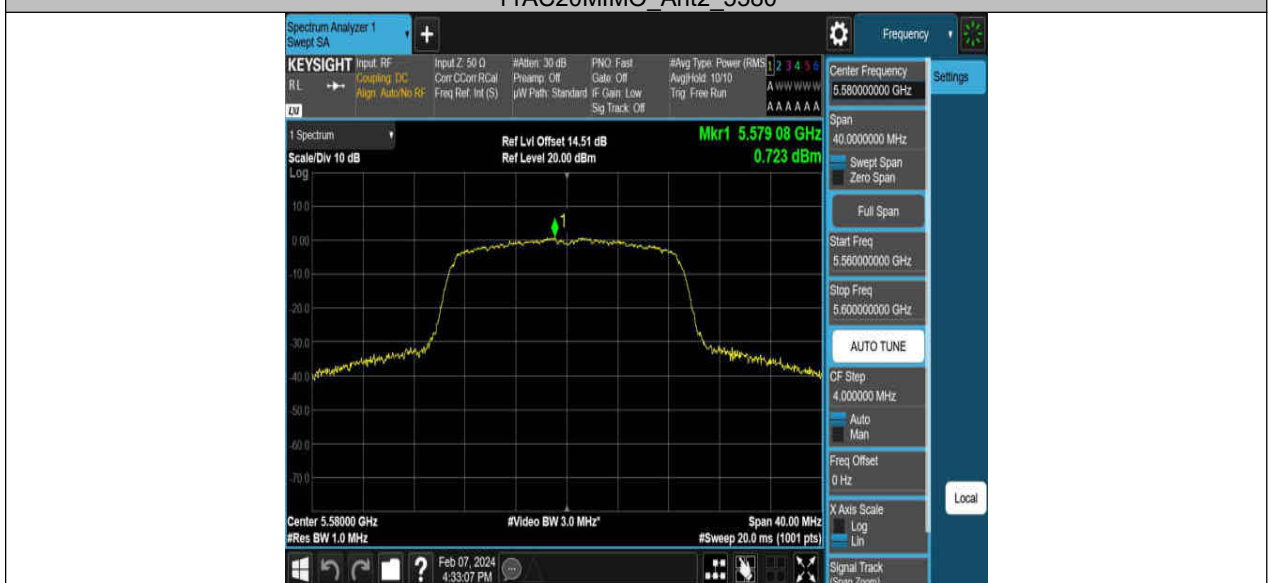 11AC20MIMO_Ant2_5580
Spectrum Analyzer 1
Swept SA
+
Frequency
KEYSIGHT
RL
LXI
Input: RF
Coupling: DC
Align: Auto/No RF
Input Z: 50 Ω
Corr CCorr RCal
Freq Ref: Int (S)
#Atten: 30 dB
Preamp: Off
µW Path: Standard
PNO: Fast
Gate: Off
IF Gain: Low
Sig Track: Off
#Avg Type: Power (RMS
Avg|Hold: 10/10
Trig: Free Run
1 2 3 4 5 6
A W W W W W
A A A A A A
Center Frequency
5.580000000 GHz
Settings
Span
40.0000000 MHz
Swept Span
Zero Span
Full Span
Start Freq
5.560000000 GHz
Stop Freq
5.600000000 GHz
AUTO TUNE
CF Step
4.000000 MHz
Auto
Man
Freq Offset
0 Hz
X Axis Scale
Log
Lin
Signal Track
(Span Zoom)
Local
1 Spectrum
Scale/Div 10 dB
Log
Ref Lvl Offset 14.51 dB
Ref Level 20.00 dBm
Mkr1 5.579 08 GHz
0.723 dBm
1
10.0
0.00
-10.0
-20.0
-30.0
-40.0
-50.0
-60.0
-70.0
Center 5.58000 GHz
#Res BW 1.0 MHz
#Video BW 3.0 MHz*
Span 40.00 MHz
#Sweep 20.0 ms (1001 pts)
?
Feb 07, 2024
4:33:07 PM